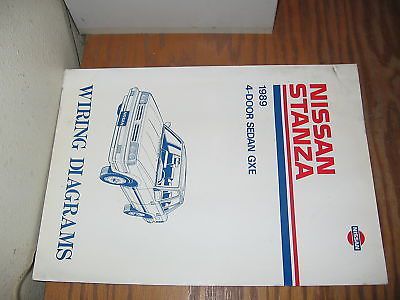 NISSAN
STANZA
1989
4-DOOR SEDAN GXE
WIRING DIAGRAMS
NISSAN